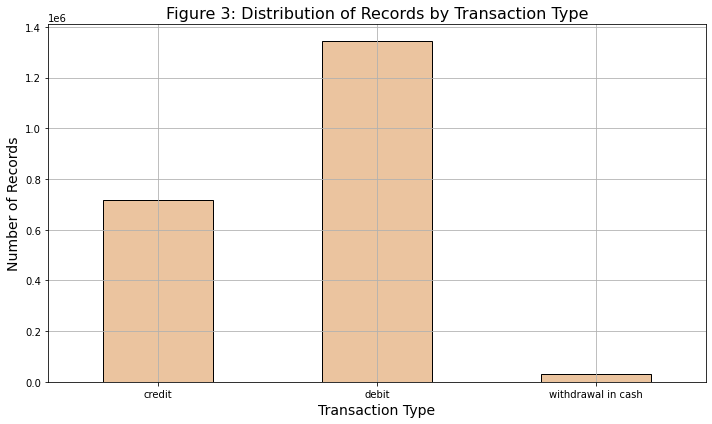 Figure 3: Distribution of Records by Transaction Type
1e6
1.4
1.2
1.0
0.8
0.6
0.4
0.2
0.0
Number of Records
credit
debit
withdrawal in cash
Transaction Type